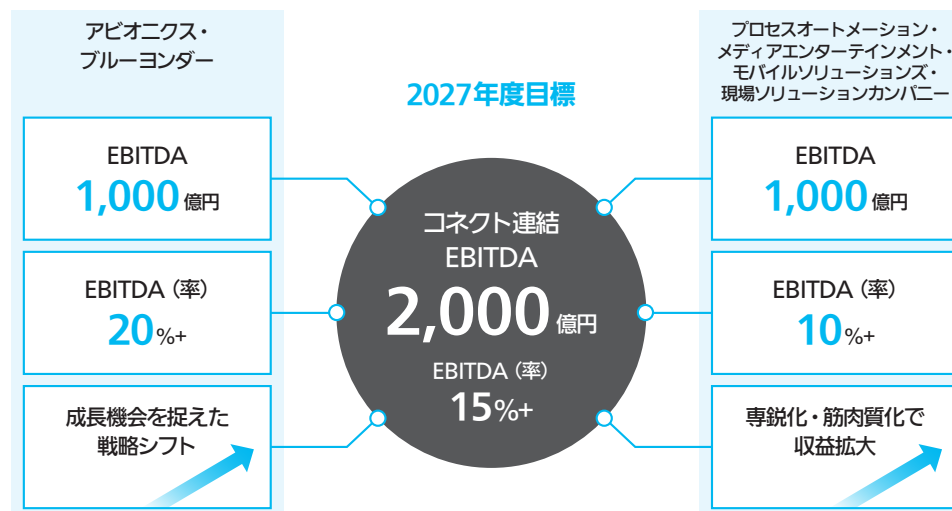 アビオニクス・
ブルーヨンダー
EBITDA
1,000億円
EBITDA（率）
20%+
成長機会を捉えた
戦略シフト
2027年度目標
コネクト連結
EBITDA
2,000億円
EBITDA（率）
15%+
プロセスオートメーション・
メディアエンターテインメント・
モバイルソリューションズ・
現場ソリューションカンパニー
EBITDA
1,000億円
EBITDA（率）
10%+
専鋭化・筋肉質化で
収益拡大